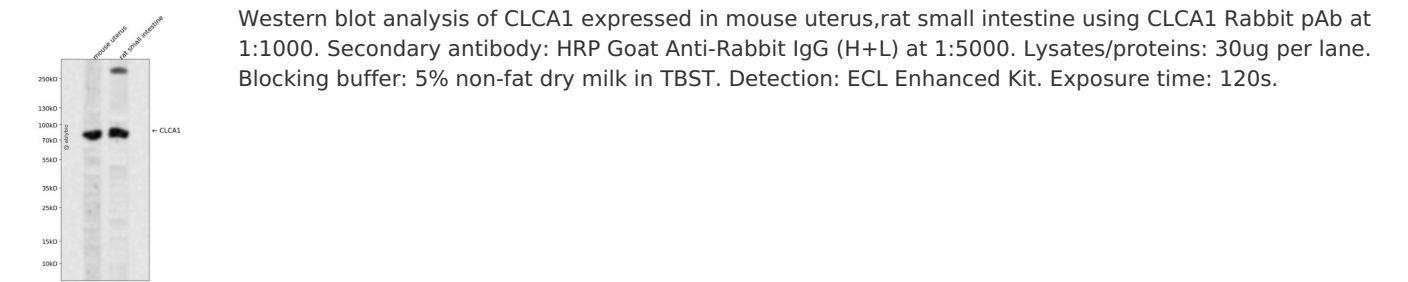 mouse uterus
rat small intestine
250kD
130kD
100kD
70kD
55kD
35kD
25kD
15kD
10kD
← CLCA1
Western blot analysis of CLCA1 expressed in mouse uterus,rat small intestine using CLCA1 Rabbit pAb at
1:1000. Secondary antibody: HRP Goat Anti-Rabbit IgG (H+L) at 1:5000. Lysates/proteins: 30ug per lane.
Blocking buffer: 5% non-fat dry milk in TBST. Detection: ECL Enhanced Kit. Exposure time: 120s.